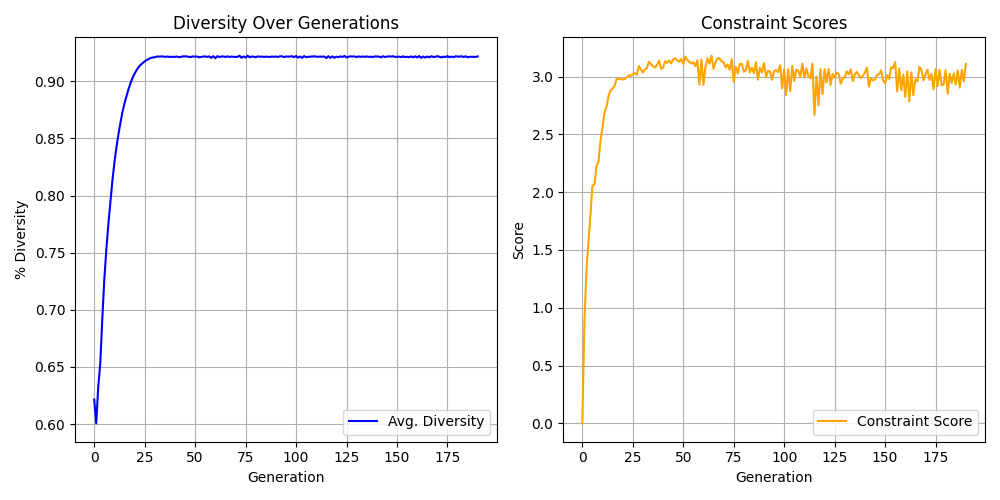 Diversity Over Generations
% Diversity
0.90
0.85
0.80
0.75
0.70
0.65
0.60
0 25 50 75 100 125 150 175
Generation
Avg. Diversity
Constraint Scores
Score
3.0
2.5
2.0
1.5
1.0
0.5
0.0
0 25 50 75 100 125 150 175
Generation
Constraint Score